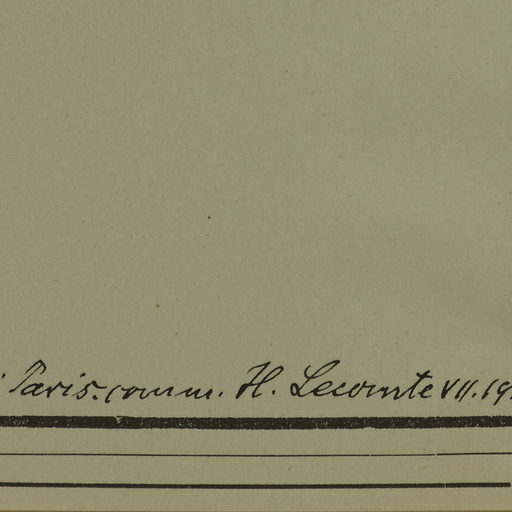 Paris. comm. H. Lecomte VII. 19